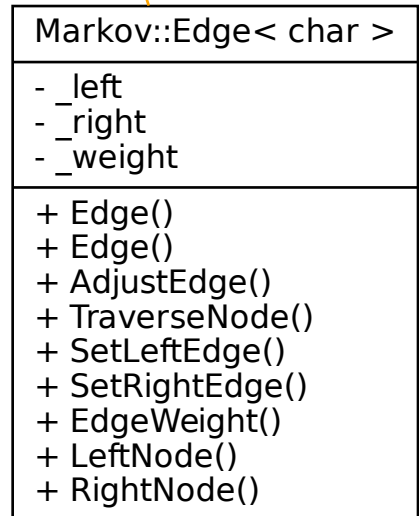 Markov::Edge< char >
- _left
- _right
- _weight
+ Edge()
+ Edge()
+ AdjustEdge()
+ TraverseNode()
+ SetLeftEdge()
+ SetRightEdge()
+ EdgeWeight()
+ LeftNode()
+ RightNode()